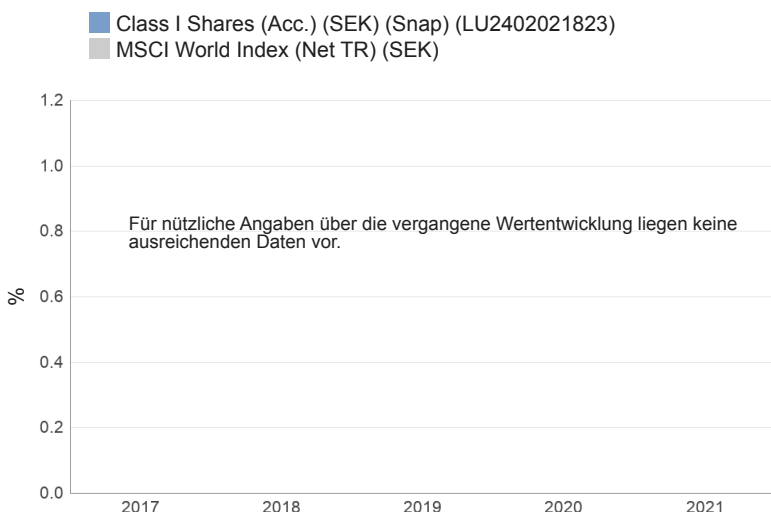 Class I Shares (Acc.) (SEK) (Snap) (LU2402021823)
MSCI World Index (Net TR) (SEK)
1.2
1.0
Für nützliche Angaben über die vergangene Wertentwicklung liegen keine
0.8
ausreichenden Daten vor.
%
0.6
0.4
0.2
0.0
2017 2018 2019 2020 2021